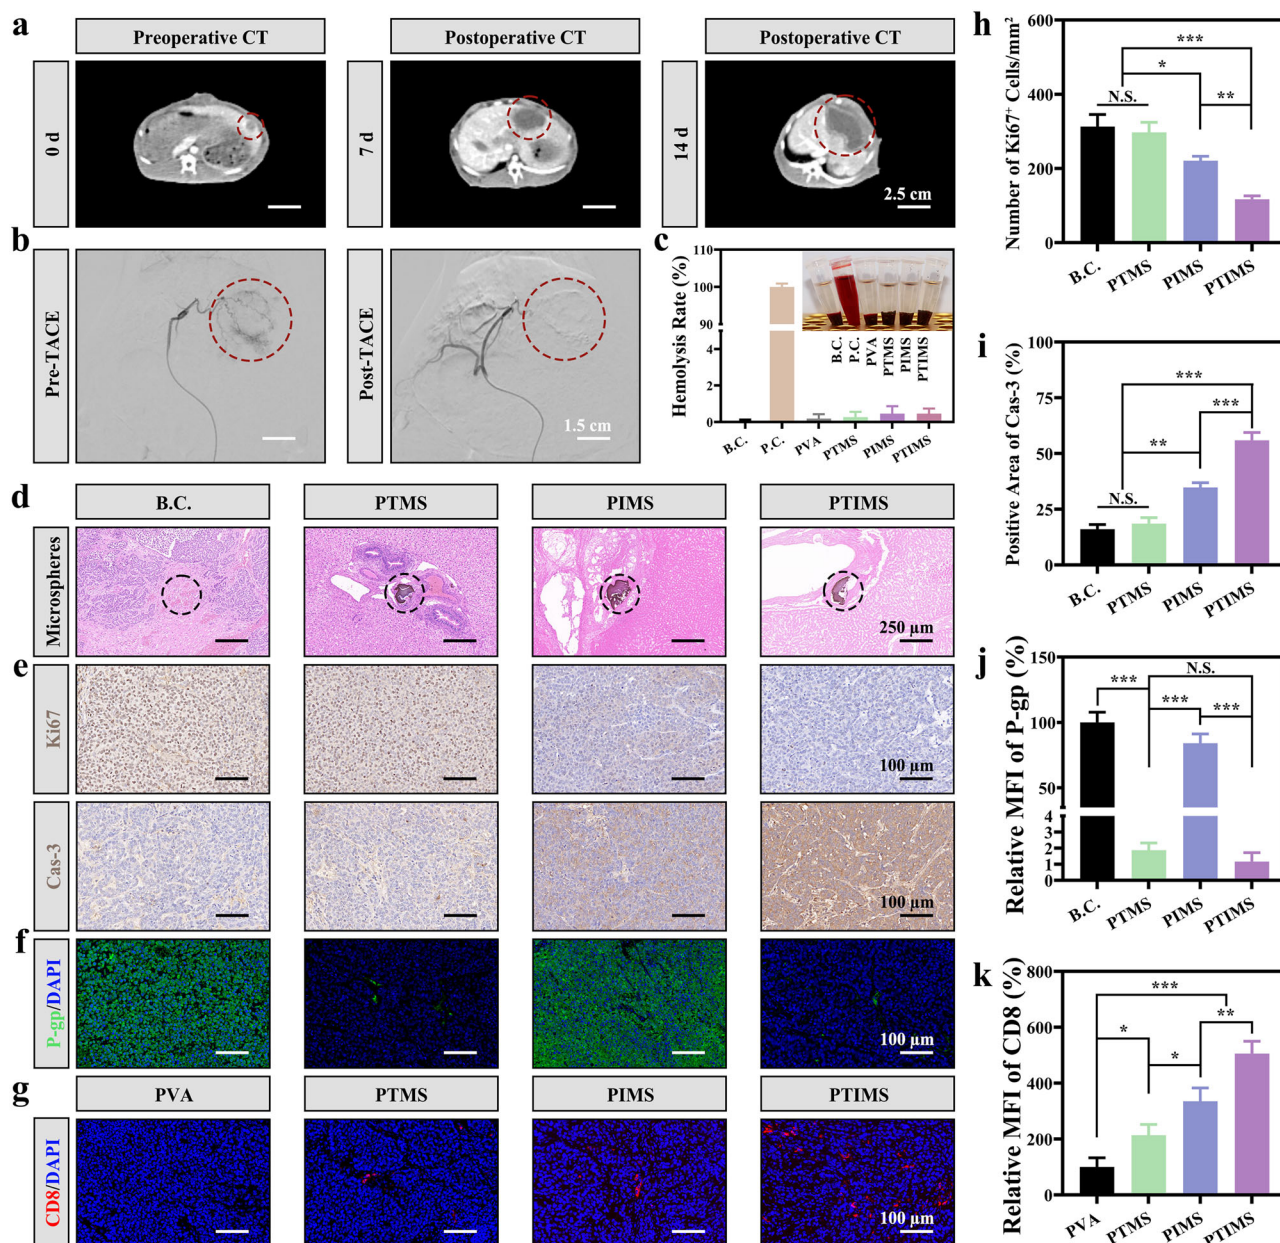 a
Preoperative CT
Postoperative CT
Postoperative CT
0 d
7 d
14 d
2.5 cm
b
Pre-TACE
Post-TACE
1.5 cm
c
Hemolysis Rate (%)
110
100
90
4
2
0
B.C.
P.C.
PVA
PTMS
PIMS
PTIMS
B.C.
P.C.
PVA
PTMS
PIMS
PTIMS
d
B.C.
PTMS
PIMS
PTIMS
Microspheres
250 µm
e
Ki67
100 µm
Cas-3
100 µm
f
P-gp/DAPI
100 µm
g
PVA
PTMS
PIMS
PTIMS
CD8/DAPI
100 µm
h
Number of Ki67⁺ Cells/mm²
600
400
200
0
N.S.
*
***
**
B.C.
PTMS
PIMS
PTIMS
i
Positive Area of Cas-3 (%)
100
75
50
25
0
N.S.
**
***
***
B.C.
PTMS
PIMS
PTIMS
j
Relative MFI of P-gp (%)
150
100
50
4
3
2
1
0
***
N.S.
***
***
B.C.
PTMS
PIMS
PTIMS
k
Relative MFI of CD8 (%)
800
600
400
200
0
***
*
**
*
PVA
PTMS
PIMS
PTIMS